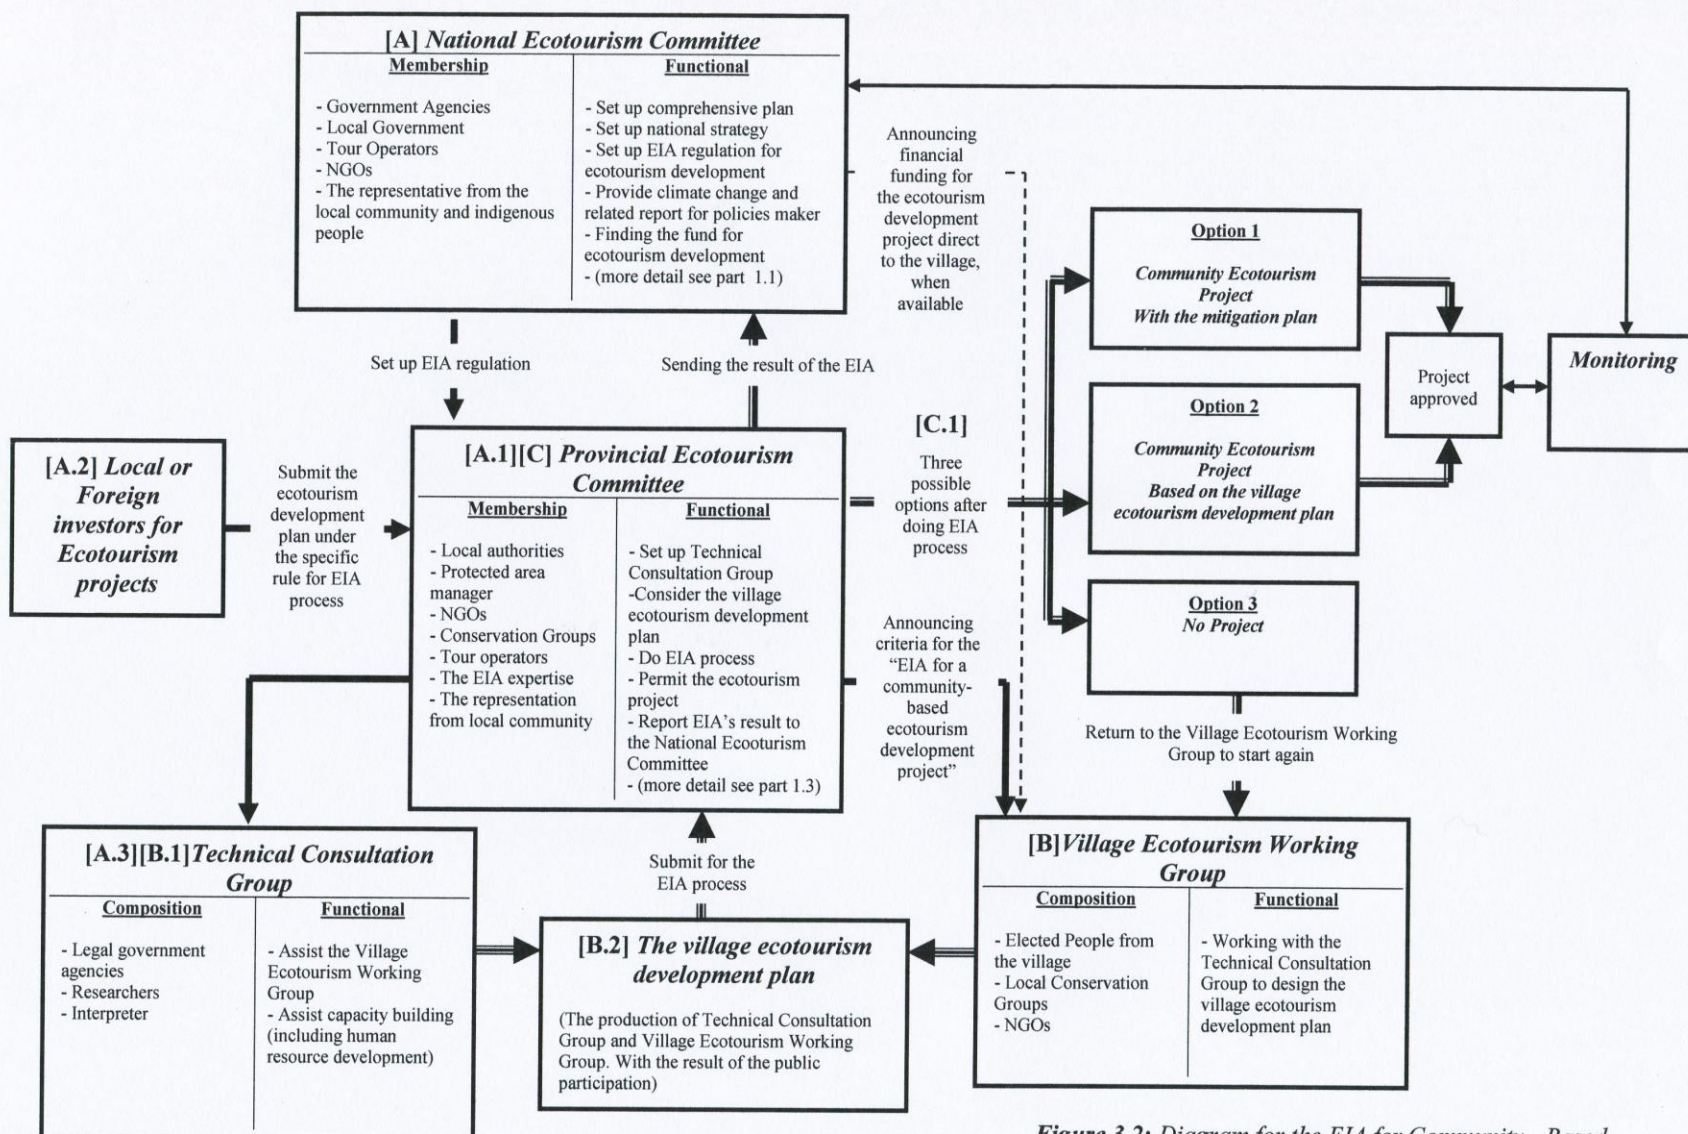 [A] National Ecotourism Committee
Membership
- Government Agencies
- Local Government
- Tour Operators
- NGOs
- The representative from the
local community and indigenous
people
Functional
- Set up comprehensive plan
- Set up national strategy
- Set up EIA regulation for
ecotourism development
- Provide climate change and
related report for policies maker
- Finding the fund for
ecotourism development
- (more detail see part 1.1)
Announcing
financial
funding for
the ecotourism
development
project direct
to the village,
when
available
Option 1
Community Ecotourism
Project
With the mitigation plan
Set up EIA regulation
Sending the result of the EIA
Project
approved
Monitoring
Option 2
Community Ecotourism
Project
Based on the village
ecotourism development plan
[A.2] Local or
Foreign
investors for
Ecotourism
projects
Submit the
ecotourism
development
plan under
the specific
rule for EIA
process
[A.1][C] Provincial Ecotourism
Committee
Membership
- Local authorities
- Protected area
manager
- NGOs
- Conservation Groups
- Tour operators
- The EIA expertise
- The representation
from local community
Functional
- Set up Technical
Consultation Group
-Consider the village
ecotourism development
plan
- Do EIA process
- Permit the ecotourism
project
- Report EIA's result to
the National Ecooturism
Committee
- (more detail see part 1.3)
[C.1]
Three
possible
options after
doing EIA
process
Option 3
No Project
Announcing
criteria for the
“EIA for a
community-
based
ecotourism
development
project”
Return to the Village Ecotourism Working
Group to start again
[A.3][B.1]Technical Consultation
Group
Composition
- Legal government
agencies
- Researchers
- Interpreter
Functional
- Assist the Village
Ecotourism Working
Group
- Assist capacity building
(including human
resource development)
Submit for the
EIA process
[B.2] The village ecotourism
development plan
(The production of Technical Consultation
Group and Village Ecotourism Working
Group. With the result of the public
participation)
[B]Village Ecotourism Working
Group
Composition
- Elected People from
the village
- Local Conservation
Groups
- NGOs
Functional
- Working with the
Technical Consultation
Group to design the
village ecotourism
development plan
Figure 3.2: Diagram for the EIA for Community - Based